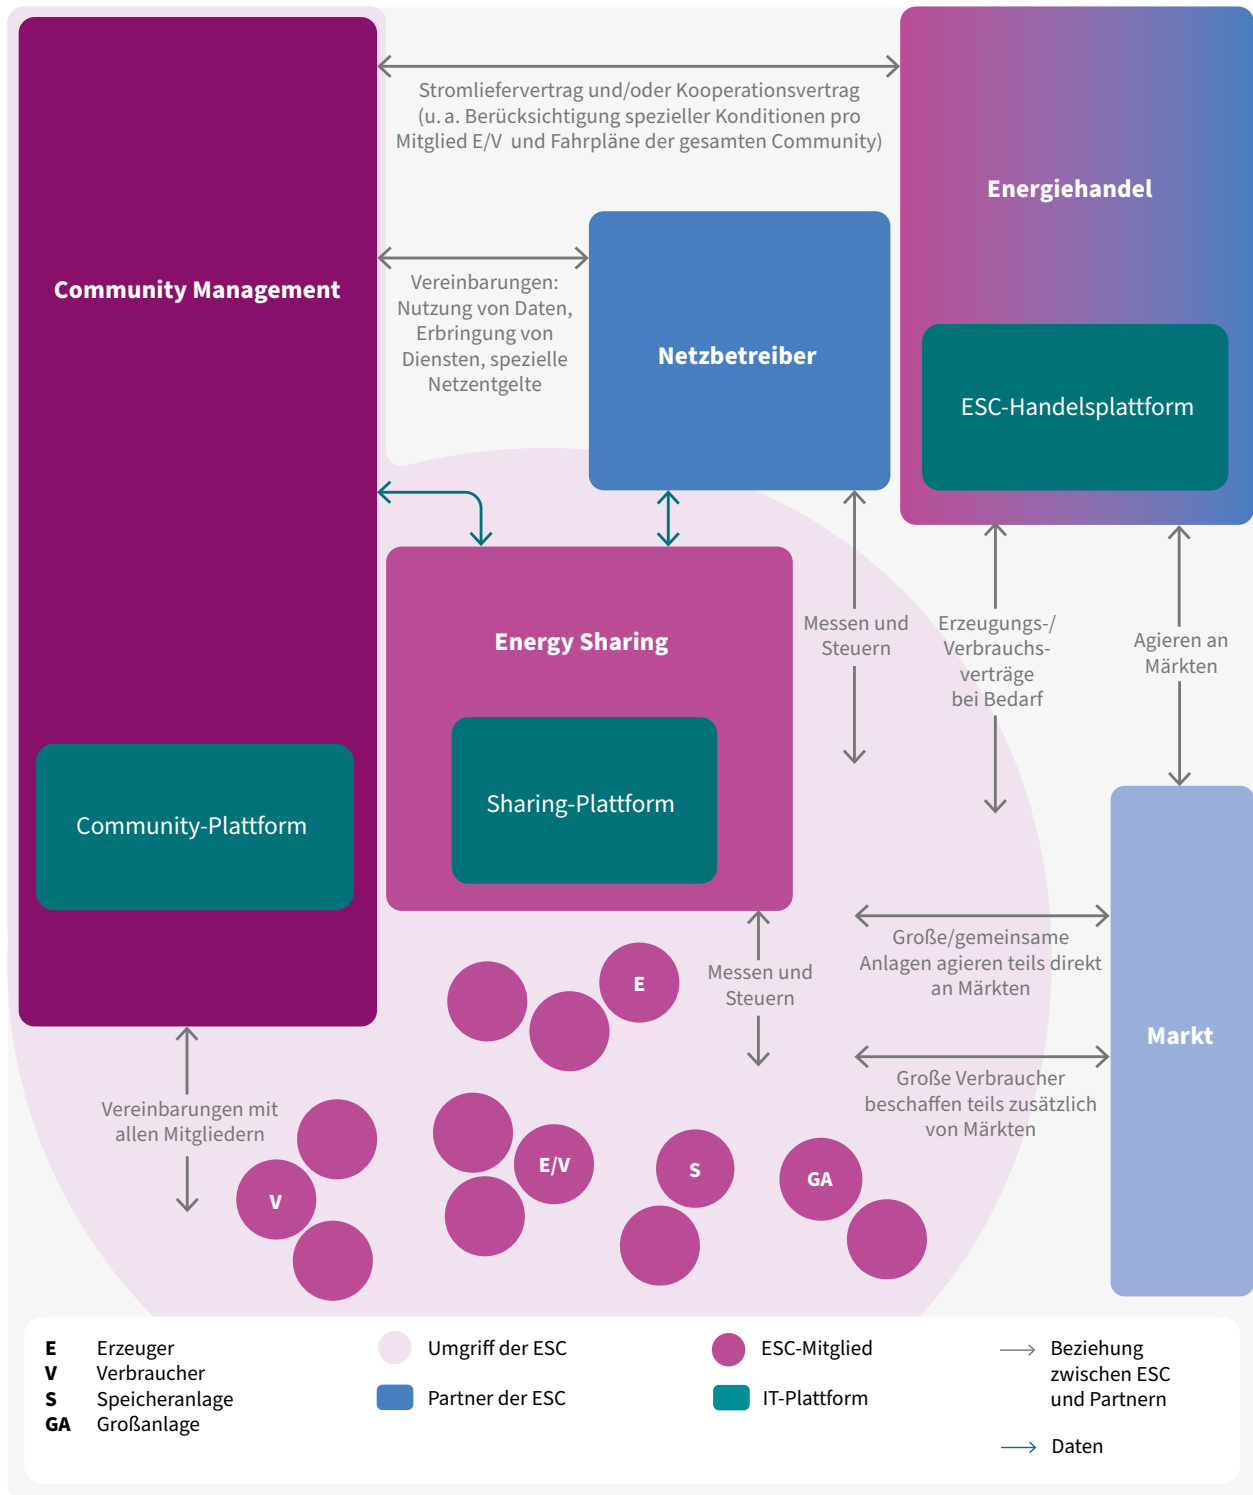 Stromliefervertrag und/oder Kooperationsvertrag
(u. a. Berücksichtigung spezieller Konditionen pro
Mitglied E/V und Fahrpläne der gesamten Community)
Energiehandel
Community Management
Vereinbarungen:
Nutzung von Daten,
Erbringung von
Diensten, spezielle
Netzentgelte
Netzbetreiber
ESC-Handelsplattform
Energy Sharing
Messen und
Steuern
Erzeugungs-/
Verbrauchs-
verträge
bei Bedarf
Agieren an
Märkten
Sharing-Plattform
Community-Plattform
Große/gemeinsame
Anlagen agieren teils direkt
an Märkten
Messen und
Steuern
E
Markt
Große Verbraucher
beschaffen teils zusätzlich
von Märkten
Vereinbarungen mit
allen Mitgliedern
V
E/V
S
GA
E Erzeuger
V Verbraucher
S Speicheranlage
GA Großanlage
Umgriff der ESC
Partner der ESC
ESC-Mitglied
IT-Plattform
Beziehung
zwischen ESC
und Partnern
Daten